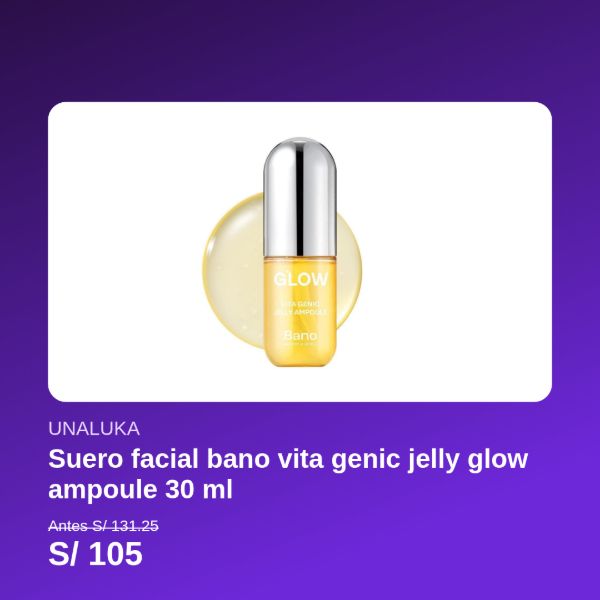 GLOW
VITA GENIC
JELLY AMPOULE
Bano
UNALUKA
Suero facial bano vita genic jelly glow
ampoule 30 ml
Antes S/ 131.25
S/ 105